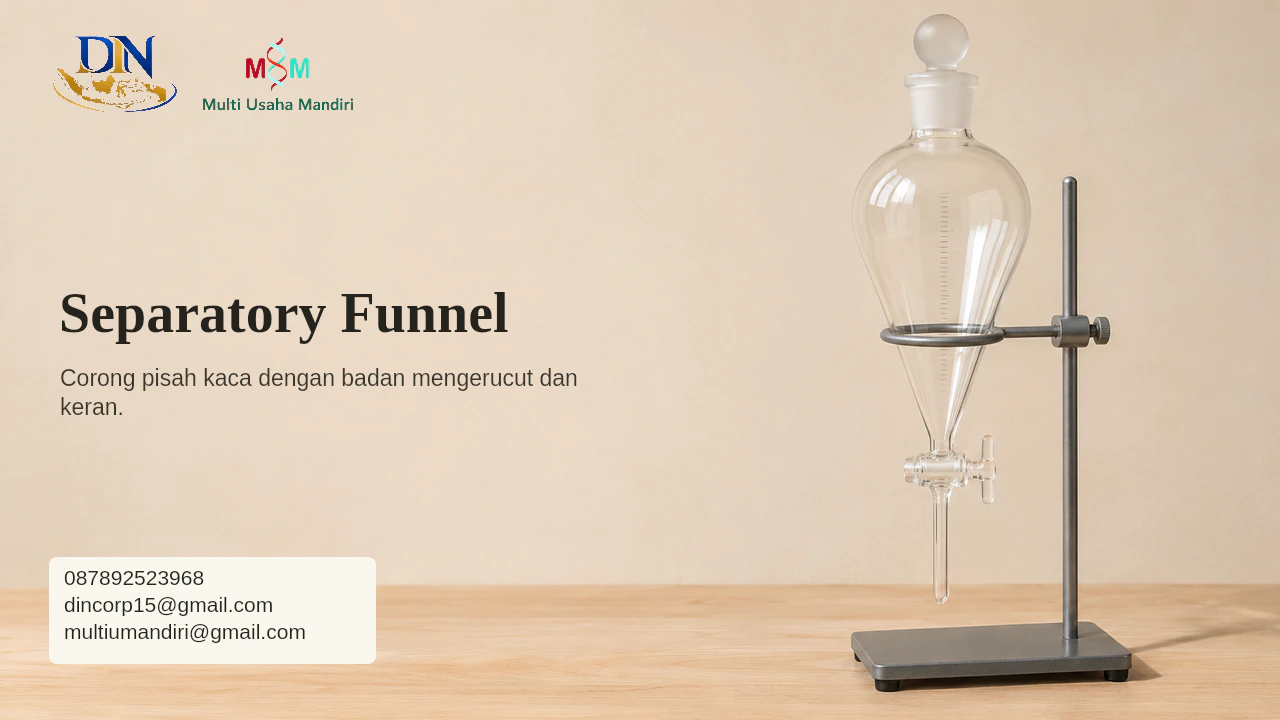 DIN
MSM
Multi Usaha Mandiri
Separatory Funnel
Corong pisah kaca dengan badan mengerucut dan
keran.
087892523968
dincorp15@gmail.com
multiumandiri@gmail.com